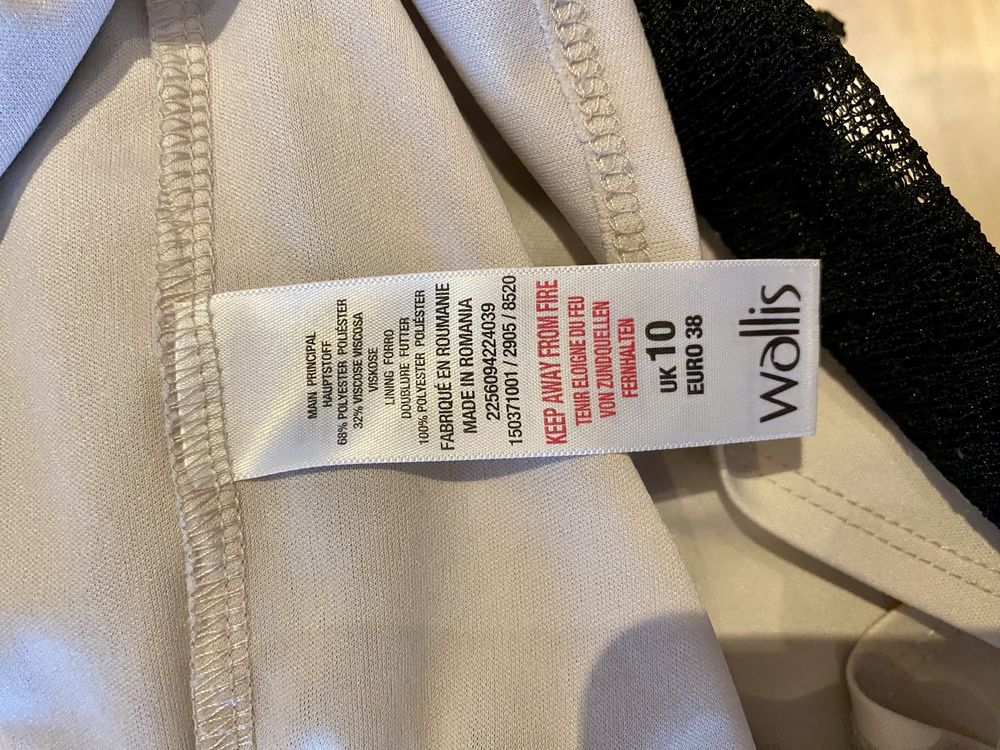 MAIN PRINCIPAL
HAUPTSTOFF
68% POLYESTER POLIÉSTER
32% VISCOSE VISCOSA
VISKOSE
LINING FORRO
DOUBLURE FUTTER
100% POLYESTER POLIÉSTER
FABRIQUÉ EN ROUMANIE
MADE IN ROMANIA
2256094224039
150371001 / 2905 / 8520
KEEP AWAY FROM FIRE
TENIR ELOIGNE DU FEU
VON ZUNDQUELLEN
FERNHALTEN
UK 10
EURO 38
wallis